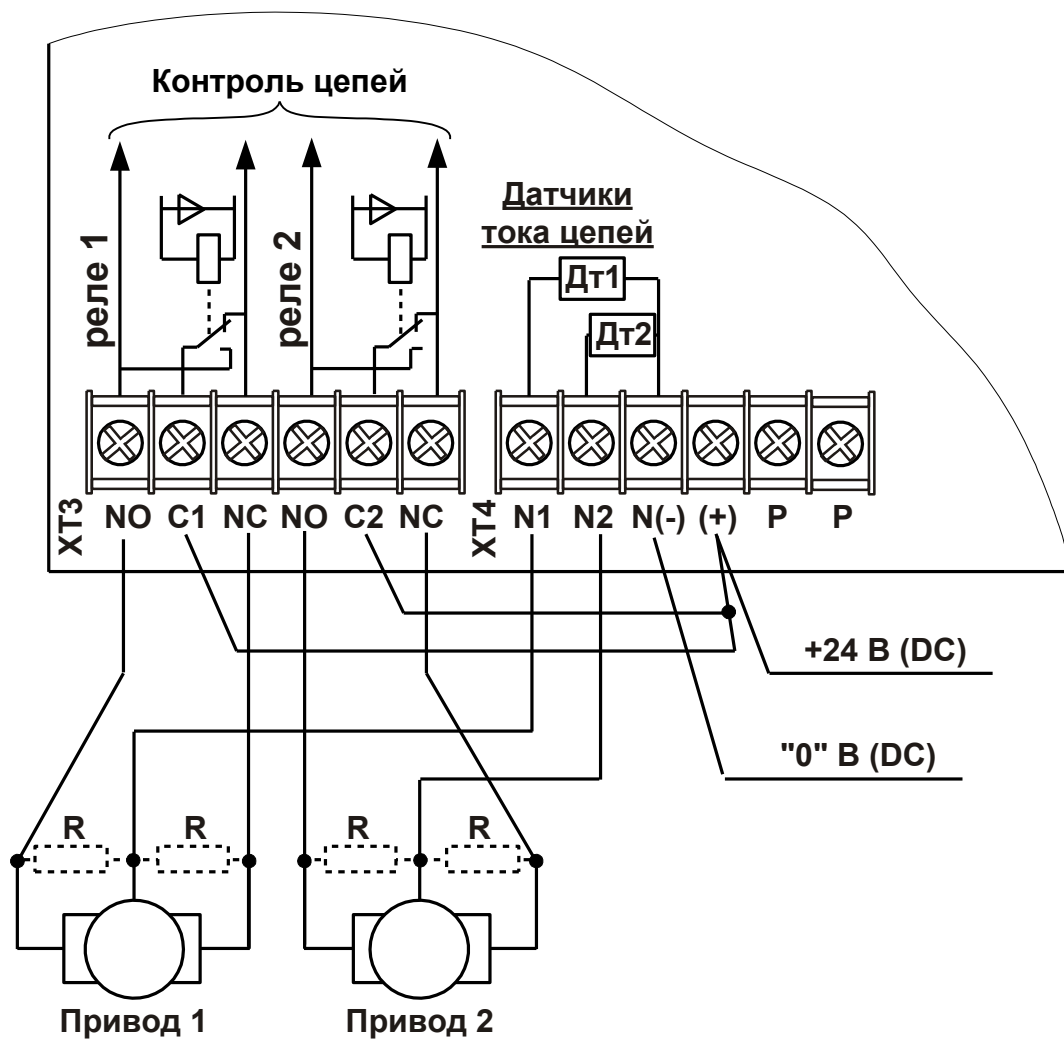 Контроль цепей
реле 1
реле 2
Датчики
тока цепей
Дт1
Дт2
XT3
NO C1 NC NO C2 NC
XT4
N1 N2 N(-) (+) P P
+24 В (DC)
"0" В (DC)
R R R R
Привод 1 Привод 2